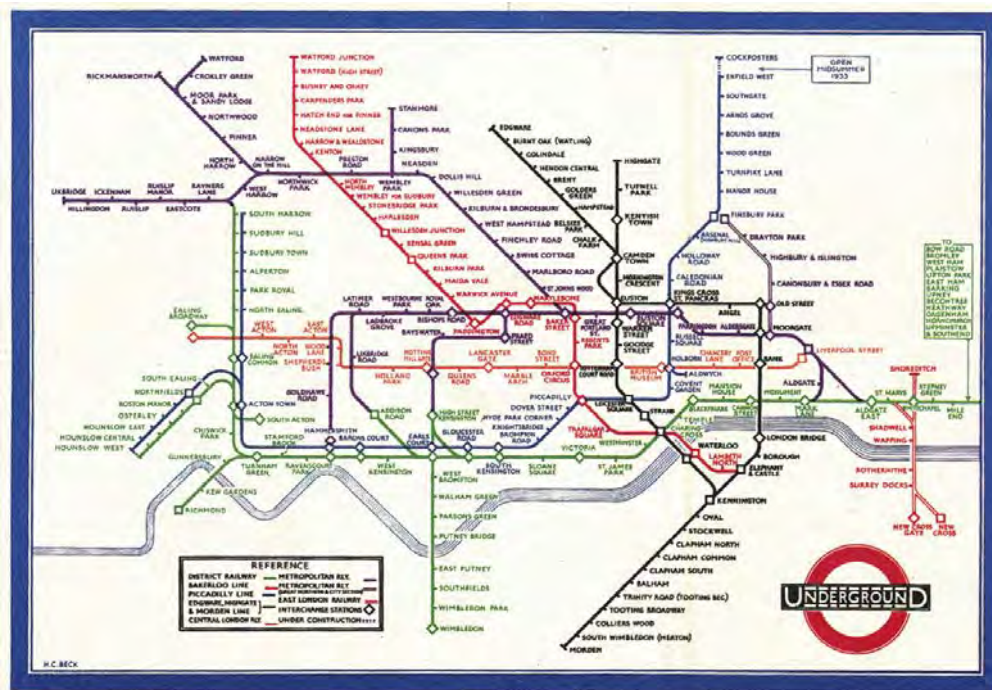 WATFORD
CROXLEY GREEN
RICKMANSWORTH
MOOR PARK
& SANDY LODGE
NORTHWOOD
PINNER
NORTH
HARROW
HARROW
ON THE HILL
NORTHWICK
PARK
PRESTON
ROAD
WEMBLEY
PARK
NEASDEN
STANMORE
CANONS PARK
KINGSBURY
DOLLIS HILL
WILLESDEN GREEN
KILBURN & BRONDESBURY
WEST HAMPSTEAD
FINCHLEY ROAD
SWISS COTTAGE
MARLBORO ROAD
ST JOHNS WOOD
UXBRIDGE
ICKENHAM
RUISLIP
MANOR
RAYNERS
LANE
WEST
HARROW
HILLINGDON
RUISLIP
EASTCOTE
WATFORD JUNCTION
WATFORD (HIGH STREET)
BUSHEY AND OXHEY
CARPENDERS PARK
HATCH END FOR PINNER
HEADSTONE LANE
HARROW & WEALDSTONE
KENTON
NORTH
WEMBLEY
WEMBLEY FOR SUDBURY
STONEBRIDGE PARK
HARLESDEN
WILLESDEN JUNCTION
KENSAL GREEN
QUEENS PARK
KILBURN PARK
MAIDA VALE
WARWICK AVENUE
PADDINGTON
EDGWARE
ROAD
MARYLEBONE
BAKER
STREET
GREAT
PORTLAND ST.
REGENTS
PARK
OXFORD
CIRCUS
EDGWARE
BURNT OAK (WATLING)
COLINDALE
HENDON CENTRAL
BRENT
GOLDERS
GREEN
HAMPSTEAD
BELSIZE
PARK
CHALK
FARM
HIGHGATE
TUFNELL
PARK
KENTISH
TOWN
CAMDEN
TOWN
MORNINGTON
CRESCENT
EUSTON
EUSTON
SQUARE
WARREN
STREET
GOODGE
STREET
TOTTENHAM
COURT ROAD
COCKFOSTERS
OPEN
MIDSUMMER
1933
ENFIELD WEST
SOUTHGATE
ARNOS GROVE
BOUNDS GREEN
WOOD GREEN
TURNPIKE LANE
MANOR HOUSE
FINSBURY PARK
ARSENAL
(HIGHBURY HILL)
DRAYTON PARK
HOLLOWAY
ROAD
HIGHBURY & ISLINGTON
CALEDONIAN
ROAD
CANONBURY & ESSEX ROAD
KINGS CROSS
ST. PANCRAS
ANGEL
OLD STREET
FARRINGDON
ALDERSGATE
MOORGATE
RUSSELL
SQUARE
HOLBORN
CHANCERY
LANE
POST
OFFICE
BANK
LIVERPOOL STREET
BRITISH
MUSEUM
ALDWYCH
COVENT
GARDEN
SOUTH HARROW
SUDBURY HILL
SUDBURY TOWN
ALPERTON
PARK ROYAL
NORTH EALING
EALING
BROADWAY
WEST
ACTON
EAST
ACTON
NORTH
ACTON
WOOD
LANE
SHEPHERDS
BUSH
EALING
COMMON
LATIMER
ROAD
WESTBOURNE
PARK
ROYAL
OAK
LADBROKE
GROVE
BISHOPS ROAD
BAYSWATER
PRAED
STREET
UXBRIDGE
ROAD
HOLLAND
PARK
NOTTING
HILL GATE
QUEENS
ROAD
LANCASTER
GATE
MARBLE
ARCH
BOND
STREET
GOLDHAWK
ROAD
SOUTH EALING
NORTHFIELDS
BOSTON MANOR
OSTERLEY
HOUNSLOW EAST
HOUNSLOW CENTRAL
HOUNSLOW WEST
ACTON TOWN
SOUTH ACTON
CHISWICK
PARK
GUNNERSBURY
KEW GARDENS
RICHMOND
TURNHAM
GREEN
STAMFORD
BROOK
RAVENSCOURT
PARK
HAMMERSMITH
BARONS COURT
WEST
KENSINGTON
ADDISON
ROAD
EARLS
COURT
HIGH STREET
KENSINGTON
GLOUCESTER
ROAD
SOUTH
KENSINGTON
KNIGHTSBRIDGE
BROMPTON
ROAD
HYDE PARK CORNER
DOVER STREET
PICCADILLY
SLOANE
SQUARE
VICTORIA
ST. JAMES
PARK
WESTMINSTER
TRAFALGAR
SQUARE
LEICESTER
SQUARE
STRAND
CHARING
CROSS
TEMPLE
BLACKFRIARS
MANSION
HOUSE
CANNON
STREET
MONUMENT
MARK
LANE
ALDGATE
ALDGATE
EAST
ST MARYS
WHITECHAPEL
STEPNEY
GREEN
MILE
END
TO
BOW ROAD
BROMLEY
WEST HAM
PLAISTOW
UPTON PARK
EAST HAM
BARKING
UPNEY
BECONTREE
HEATHWAY
DAGENHAM
HORNCHURCH
UPMINSTER
& SOUTHEND
SHOREDITCH
SHADWELL
WAPPING
ROTHERHITHE
SURREY DOCKS
NEW CROSS
GATE
NEW
CROSS
WATERLOO
LAMBETH
NORTH
ELEPHANT
& CASTLE
LONDON BRIDGE
BOROUGH
KENNINGTON
OVAL
STOCKWELL
CLAPHAM NORTH
CLAPHAM COMMON
CLAPHAM SOUTH
BALHAM
TRINITY ROAD (TOOTING BEC)
TOOTING BROADWAY
COLLIERS WOOD
SOUTH WIMBLEDON (MERTON)
MORDEN
WEST
BROMPTON
WALHAM GREEN
PARSONS GREEN
PUTNEY BRIDGE
EAST PUTNEY
SOUTHFIELDS
WIMBLEDON PARK
WIMBLEDON
REFERENCE
DISTRICT RAILWAY
BAKERLOO LINE
PICCADILLY LINE
EDGWARE, HIGHGATE
& MORDEN LINE
CENTRAL LONDON RLY.
METROPOLITAN RLY.
METROPOLITAN RLY.
(GREAT NORTHERN & CITY SECTION)
EAST LONDON RAILWAY
INTERCHANGE STATIONS
UNDER CONSTRUCTION
UNDERGROUND
H.C. BECK